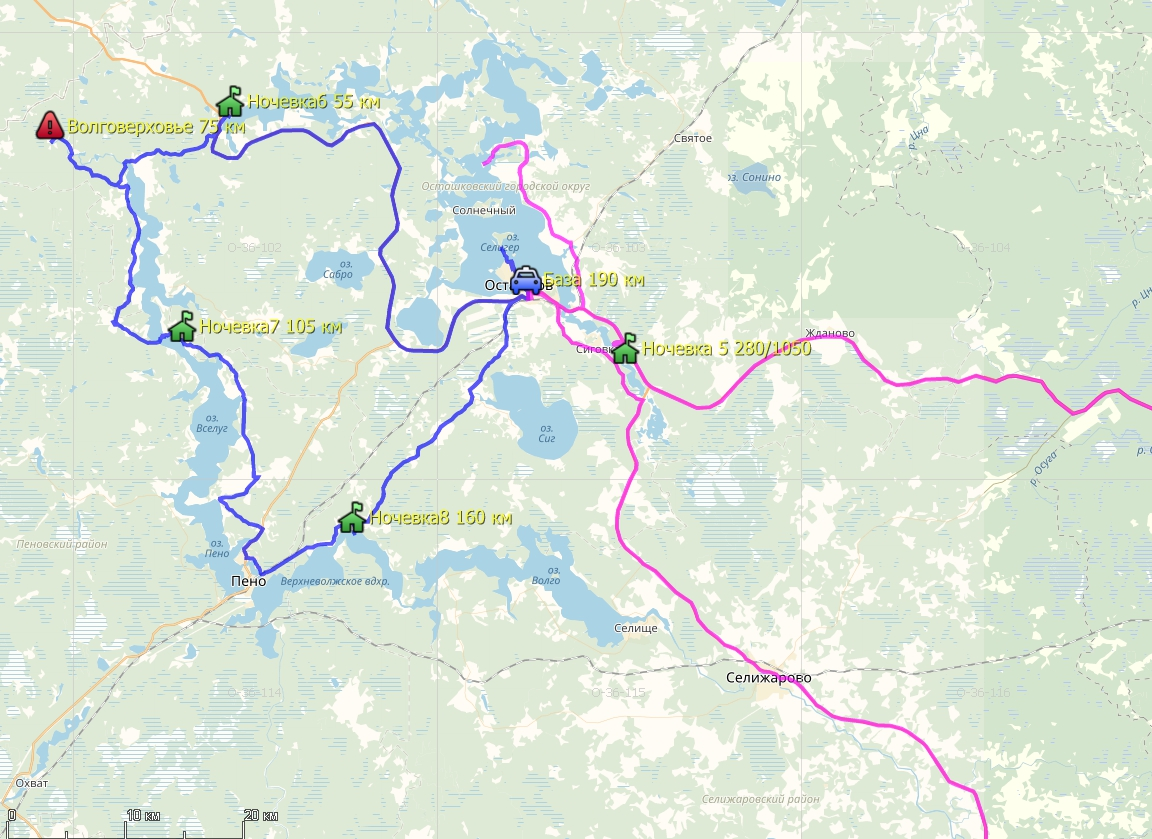 Ночевка6 55 км
Волговерховье 75 км
Святое
р. Цна
оз. Сонино
Осташковский городской округ
Солнечный
О-36-102
оз.
Селигер
О-36-103
О-36-104
оз.
Сабро
База 190 км
р. Цн
Ночевка7 105 км
Жданово
Ночевка 5 280/1050
оз.
Вселуг
оз.
Сиг
р. Осуга
Ночевка8 160 км
Пеновский район
оз.
Пено
Пено
Верхневолжское вдхр.
оз.
Волго
Селище
Селижарово
О-36-114
О-36-115
О-36-116
Охват
Селижаровский район
0
10 км
20 км